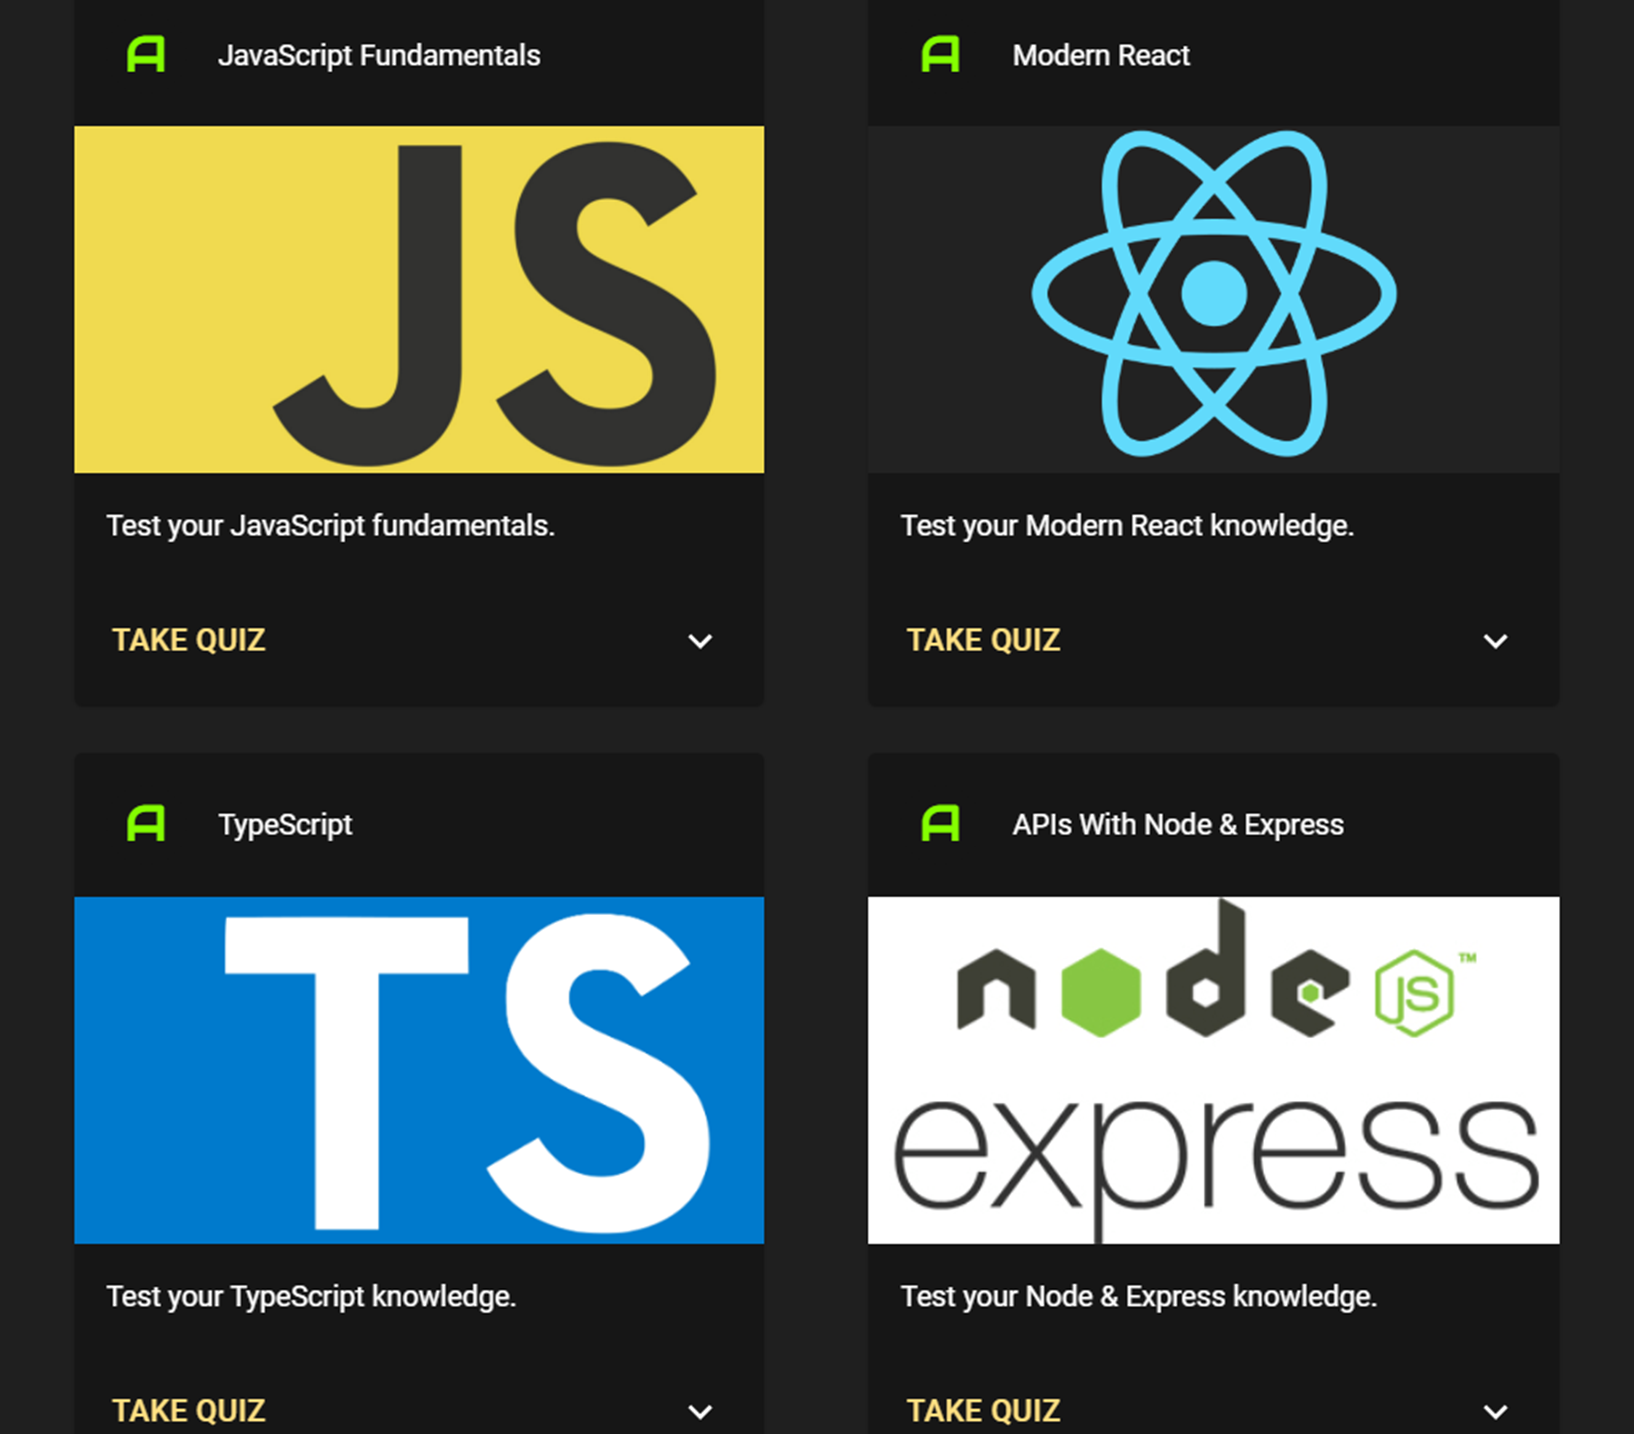 JavaScript Fundamentals
JS
Test your JavaScript fundamentals.
TAKE QUIZ
Modern React
Test your Modern React knowledge.
TAKE QUIZ
TypeScript
TS
Test your TypeScript knowledge.
TAKE QUIZ
APIs With Node & Express
node JS™
express
Test your Node & Express knowledge.
TAKE QUIZ